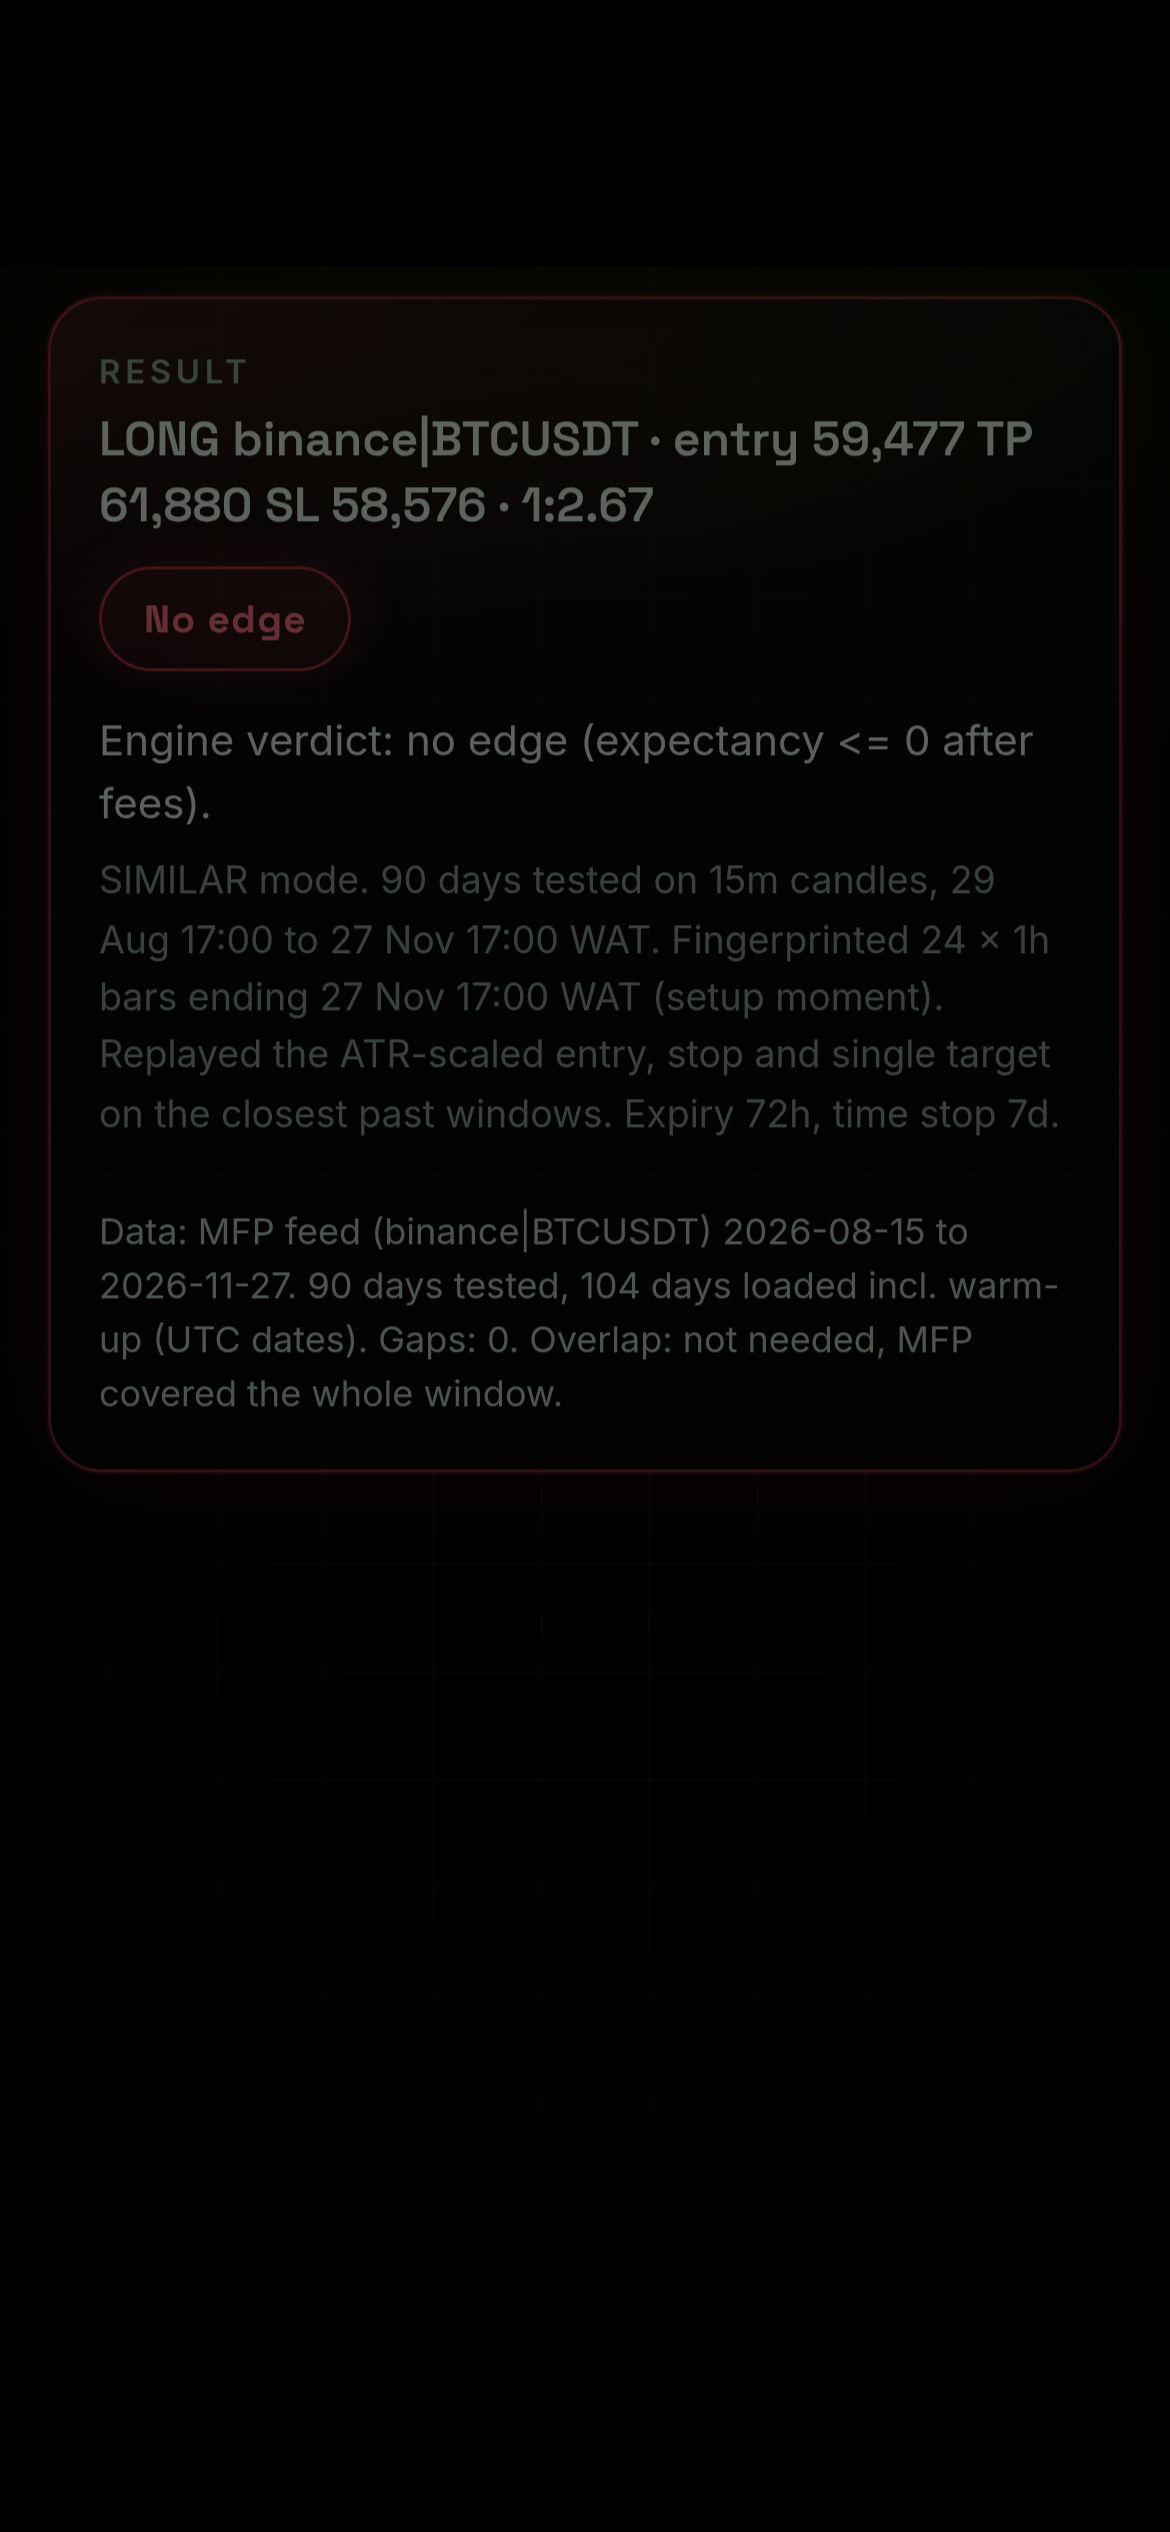 RESULT
LONG binance|BTCUSDT · entry 59,477 TP
61,880 SL 58,576 · 1:2.67
No edge
Engine verdict: no edge (expectancy <= 0 after
fees).
SIMILAR mode. 90 days tested on 15m candles, 29
Aug 17:00 to 27 Nov 17:00 WAT. Fingerprinted 24 × 1h
bars ending 27 Nov 17:00 WAT (setup moment).
Replayed the ATR-scaled entry, stop and single target
on the closest past windows. Expiry 72h, time stop 7d.
Data: MFP feed (binance|BTCUSDT) 2026-08-15 to
2026-11-27. 90 days tested, 104 days loaded incl. warm-
up (UTC dates). Gaps: 0. Overlap: not needed, MFP
covered the whole window.